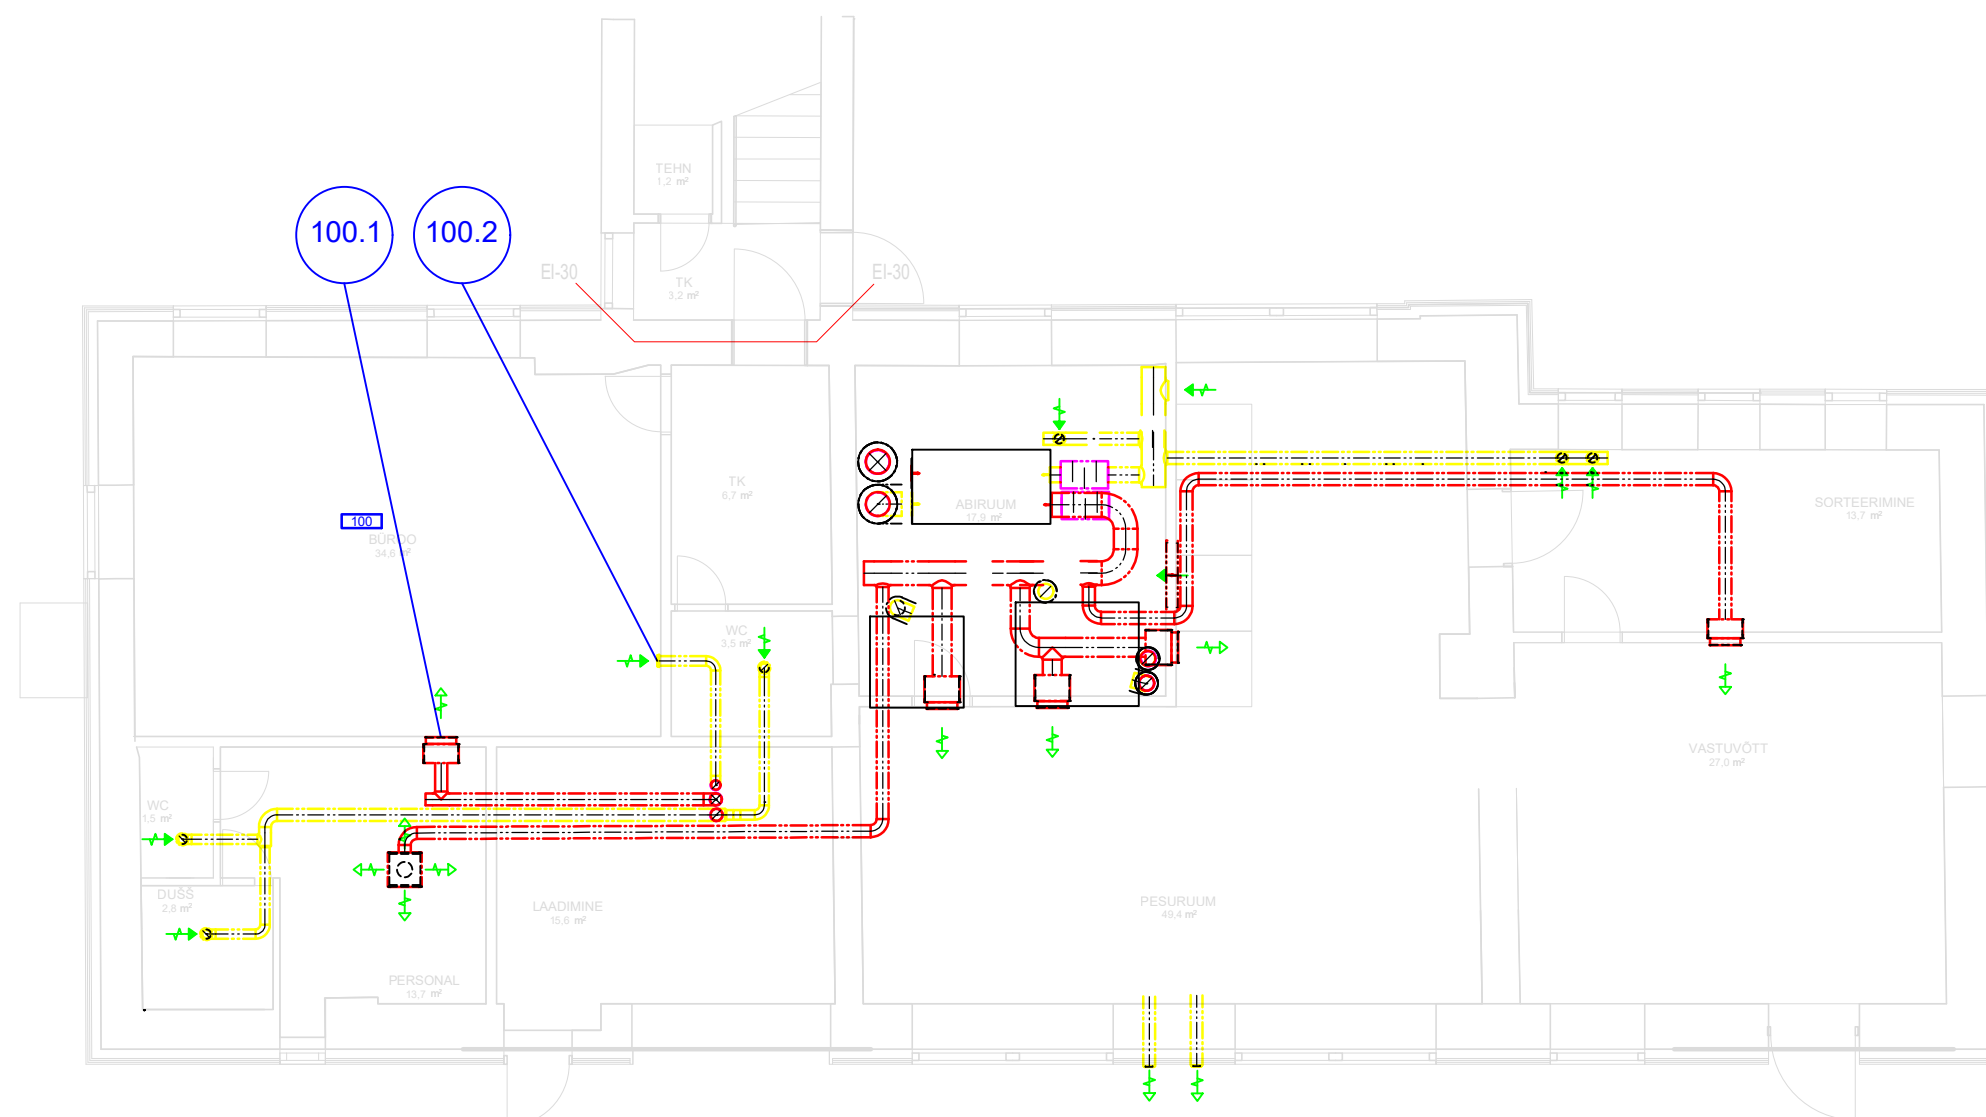 TEHN
1,2 m²
100.1
100.2
EI-30
EI-30
TK
3,2 m²
TK
6,7 m²
ABIRUUM
17,9 m²
SORTEERIMINE
13,7 m²
100
BÜROO
34,6 m²
WC
3,5 m²
VASTUVÕTT
27,0 m²
WC
1,5 m²
DUŠŠ
2,8 m²
LAADIMINE
15,6 m²
PESURUUM
49,4 m²
PERSONAL
13,7 m²